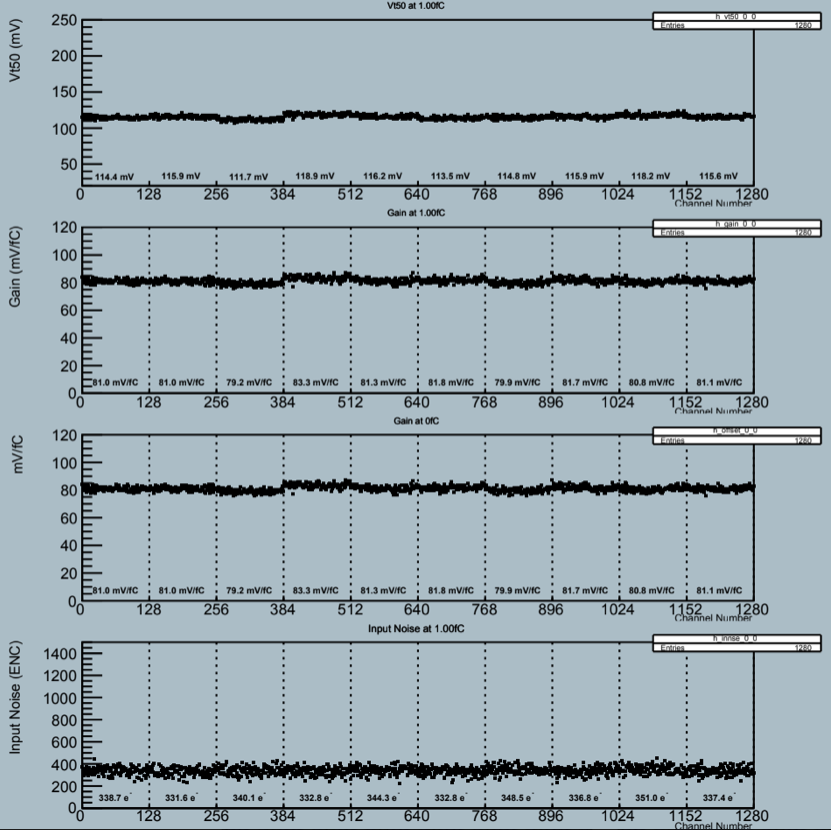 Vt50 at 1.00fC
h_vt50_0_0
Entries 1280
Vt50 (mV)
250
200
150
100
50
114.4 mV 115.9 mV 111.7 mV 118.9 mV 116.2 mV 113.5 mV 114.8 mV 115.9 mV 118.2 mV 115.6 mV
0 128 256 384 512 640 768 896 1024 1152 1280
Channel Number
Gain at 1.00fC
h_gain_0_0
Entries 1280
Gain (mV/fC)
120
100
80
60
40
20
0
81.0 mV/fC 81.0 mV/fC 79.2 mV/fC 83.3 mV/fC 81.3 mV/fC 81.8 mV/fC 79.9 mV/fC 81.7 mV/fC 80.8 mV/fC 81.1 mV/fC
0 128 256 384 512 640 768 896 1024 1152 1280
Channel Number
Gain at 0fC
h_offset_0_0
Entries 1280
mV/fC
120
100
80
60
40
20
0
81.0 mV/fC 81.0 mV/fC 79.2 mV/fC 83.3 mV/fC 81.3 mV/fC 81.8 mV/fC 79.9 mV/fC 81.7 mV/fC 80.8 mV/fC 81.1 mV/fC
0 128 256 384 512 640 768 896 1024 1152 1280
Channel Number
Input Noise at 1.00fC
h_innse_0_0
Entries 1280
Input Noise (ENC)
1400
1200
1000
800
600
400
200
0
338.7 e⁻ 331.6 e⁻ 340.1 e⁻ 332.8 e⁻ 344.3 e⁻ 332.8 e⁻ 348.5 e⁻ 336.8 e⁻ 351.0 e⁻ 337.4 e⁻
0 128 256 384 512 640 768 896 1024 1152 1280
Channel Number